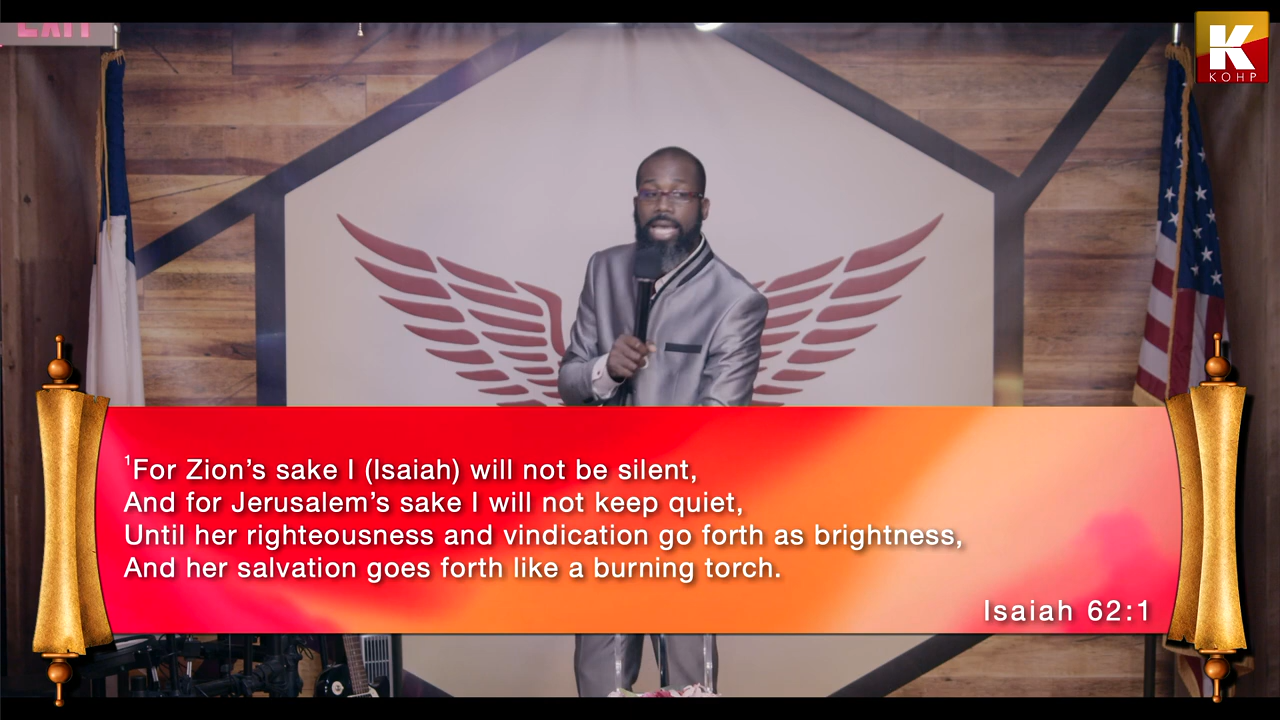 EXIT
K
KOHP
¹For Zion’s sake I (Isaiah) will not be silent,
And for Jerusalem’s sake I will not keep quiet,
Until her righteousness and vindication go forth as brightness,
And her salvation goes forth like a burning torch.
Isaiah 62:1